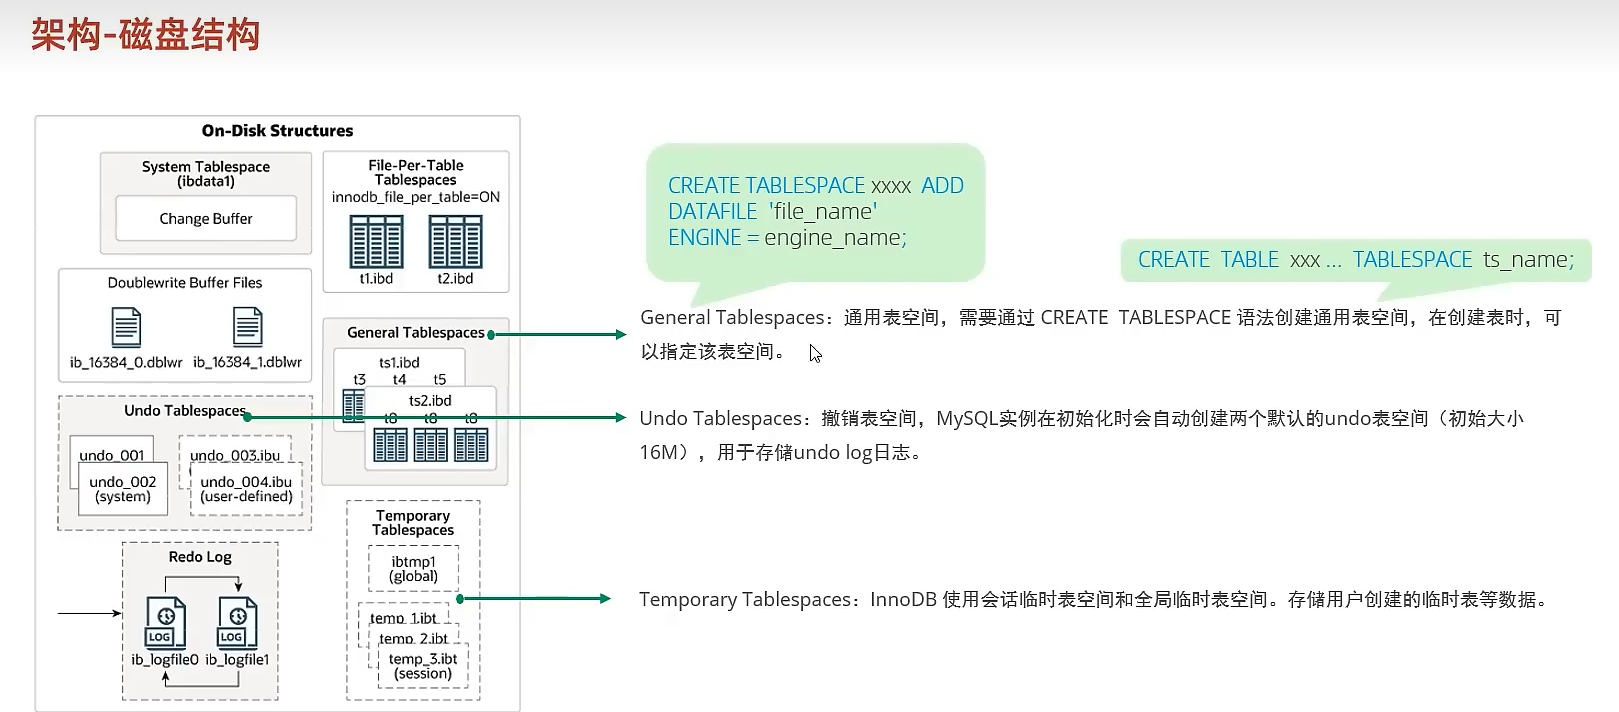 架构-磁盘结构
On-Disk Structures
System Tablespace
(ibdata1)
Change Buffer
File-Per-Table
Tablespaces
innodb_file_per_table=ON
t1.ibd
t2.ibd
Doublewrite Buffer Files
ib_16384_0.dblwr
ib_16384_1.dblwr
General Tablespaces
ts1.ibd
t3 t4 t5
ts2.ibd
Undo Tablespaces
undo_001
undo_002
(system)
undo_003.ibu
undo_004.ibu
(user-defined)
Temporary
Tablespaces
ibtmp1
(global)
temp_1.ibt
temp_2.ibt
temp_3.ibt
(session)
Redo Log
LOG
LOG
ib_logfile0
ib_logfile1
CREATE TABLESPACE xxxx ADD
DATAFILE 'file_name'
ENGINE = engine_name;
CREATE TABLE xxx ... TABLESPACE ts_name;
General Tablespaces：通用表空间，需要通过 CREATE TABLESPACE 语法创建通用表空间，在创建表时，可
以指定该表空间。
Undo Tablespaces：撤销表空间，MySQL实例在初始化时会自动创建两个默认的undo表空间（初始大小
16M），用于存储undo log日志。
Temporary Tablespaces：InnoDB 使用会话临时表空间和全局临时表空间。存储用户创建的临时表等数据。